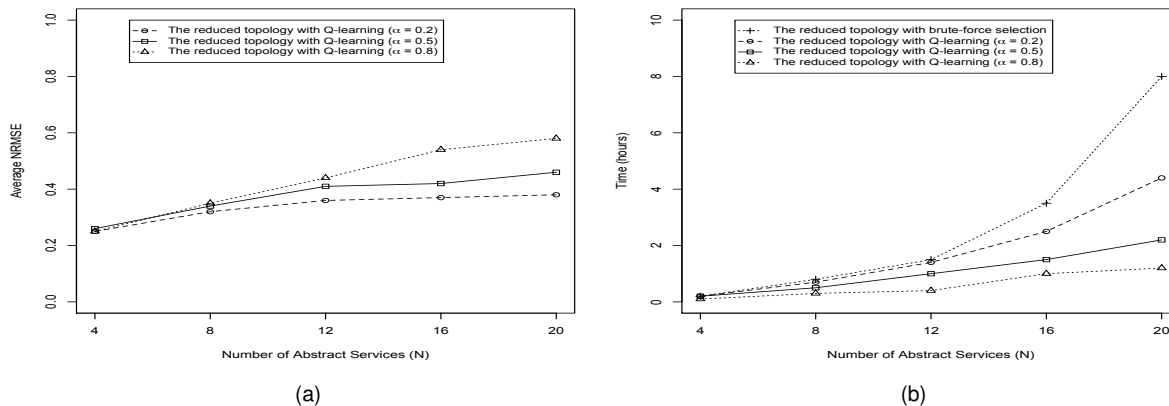 The reduced topology with Q-learning (α = 0.2)
The reduced topology with Q-learning (α = 0.5)
The reduced topology with Q-learning (α = 0.8)
Average NRMSE
1.0
0.8
0.6
0.4
0.2
0.0
4
8
12
16
20
Number of Abstract Services (N)
(a)
The reduced topology with brute-force selection
The reduced topology with Q-learning (α = 0.2)
The reduced topology with Q-learning (α = 0.5)
The reduced topology with Q-learning (α = 0.8)
Time (hours)
10
8
6
4
2
0
4
8
12
16
20
Number of Abstract Services (N)
(b)